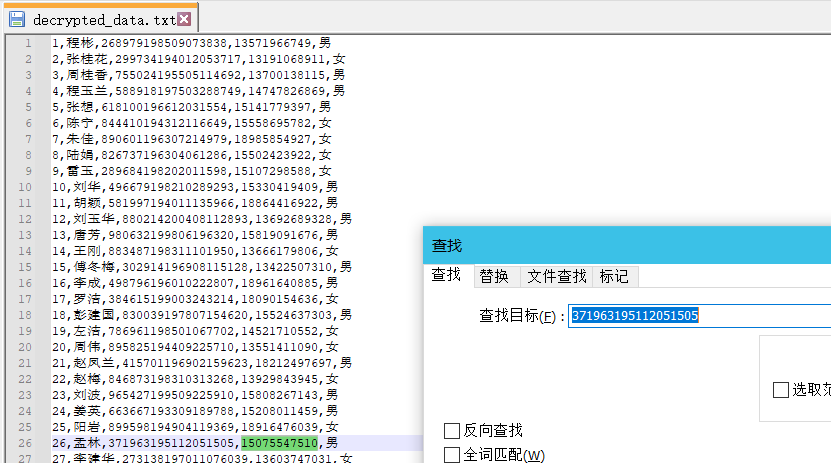 decrypted_data.txt
1 1,程彬,268979198509073838,13571966749,男
2 2,张桂花,299734194012053717,13191068911,女
3 3,周桂香,755024195505114692,13700138115,男
4 4,程玉兰,588918197503288749,14747826869,男
5 5,张想,618100196612031554,15141779397,男
6 6,陈宁,844410194312116649,15558695782,女
7 7,朱佳,890601196307214979,18985854927,女
8 8,陆娟,826737196304061286,15502423922,女
9 9,雷玉,289684198202011598,15107298588,女
10 10,刘华,496679198210289293,15330419409,男
11 11,胡颖,581997194011135966,18864416922,男
12 12,刘玉华,880214200408112893,13692689328,男
13 13,唐芳,980632199806196320,15819091676,男
14 14,王刚,883487198311101950,13666179806,女
15 15,傅冬梅,302914196908115128,13422507310,男
16 16,李成,498796196010222807,18961640885,男
17 17,罗洁,384615199003243214,18090154636,女
18 18,彭建国,830039197807154620,15524637303,男
19 19,左洁,786961198501067702,14521710552,女
20 20,周伟,895825194409225710,13551411090,女
21 21,赵凤兰,415701196902159623,18212497697,男
22 22,赵梅,846873198310313268,13929843945,女
23 23,刘波,965427199509225910,15808267143,男
24 24,姜英,663667193309189788,15208011459,男
25 25,阳岩,899598194904119369,18916476039,女
26 26,孟林,371963195112051505,15075547510,男
27 27,李建华,273138197011076039,13603747031,女
查找
查找 替换 文件查找 标记
查找目标(F) : 371963195112051505
选取范
反向查找
全词匹配(W)